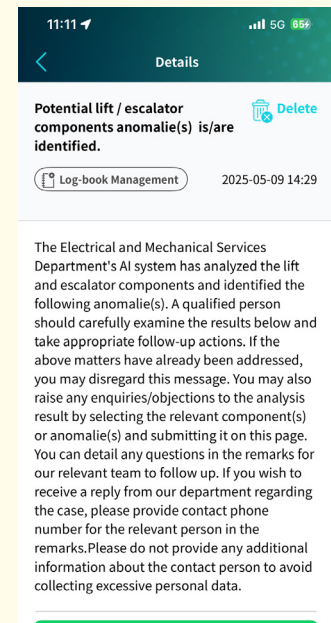 11:11 5G 65
Details
Potential lift / escalator Delete
components anomalie(s) is/are
identified.
Log-book Management 2025-05-09 14:29
The Electrical and Mechanical Services
Department's AI system has analyzed the lift
and escalator components and identified the
following anomalie(s). A qualified person
should carefully examine the results below and
take appropriate follow-up actions. If the
above matters have already been addressed,
you may disregard this message. You may also
raise any enquiries/objections to the analysis
result by selecting the relevant component(s)
or anomalie(s) and submitting it on this page.
You can detail any questions in the remarks for
our relevant team to follow up. If you wish to
receive a reply from our department regarding
the case, please provide contact phone
number for the relevant person in the
remarks.Please do not provide any additional
information about the contact person to avoid
collecting excessive personal data.